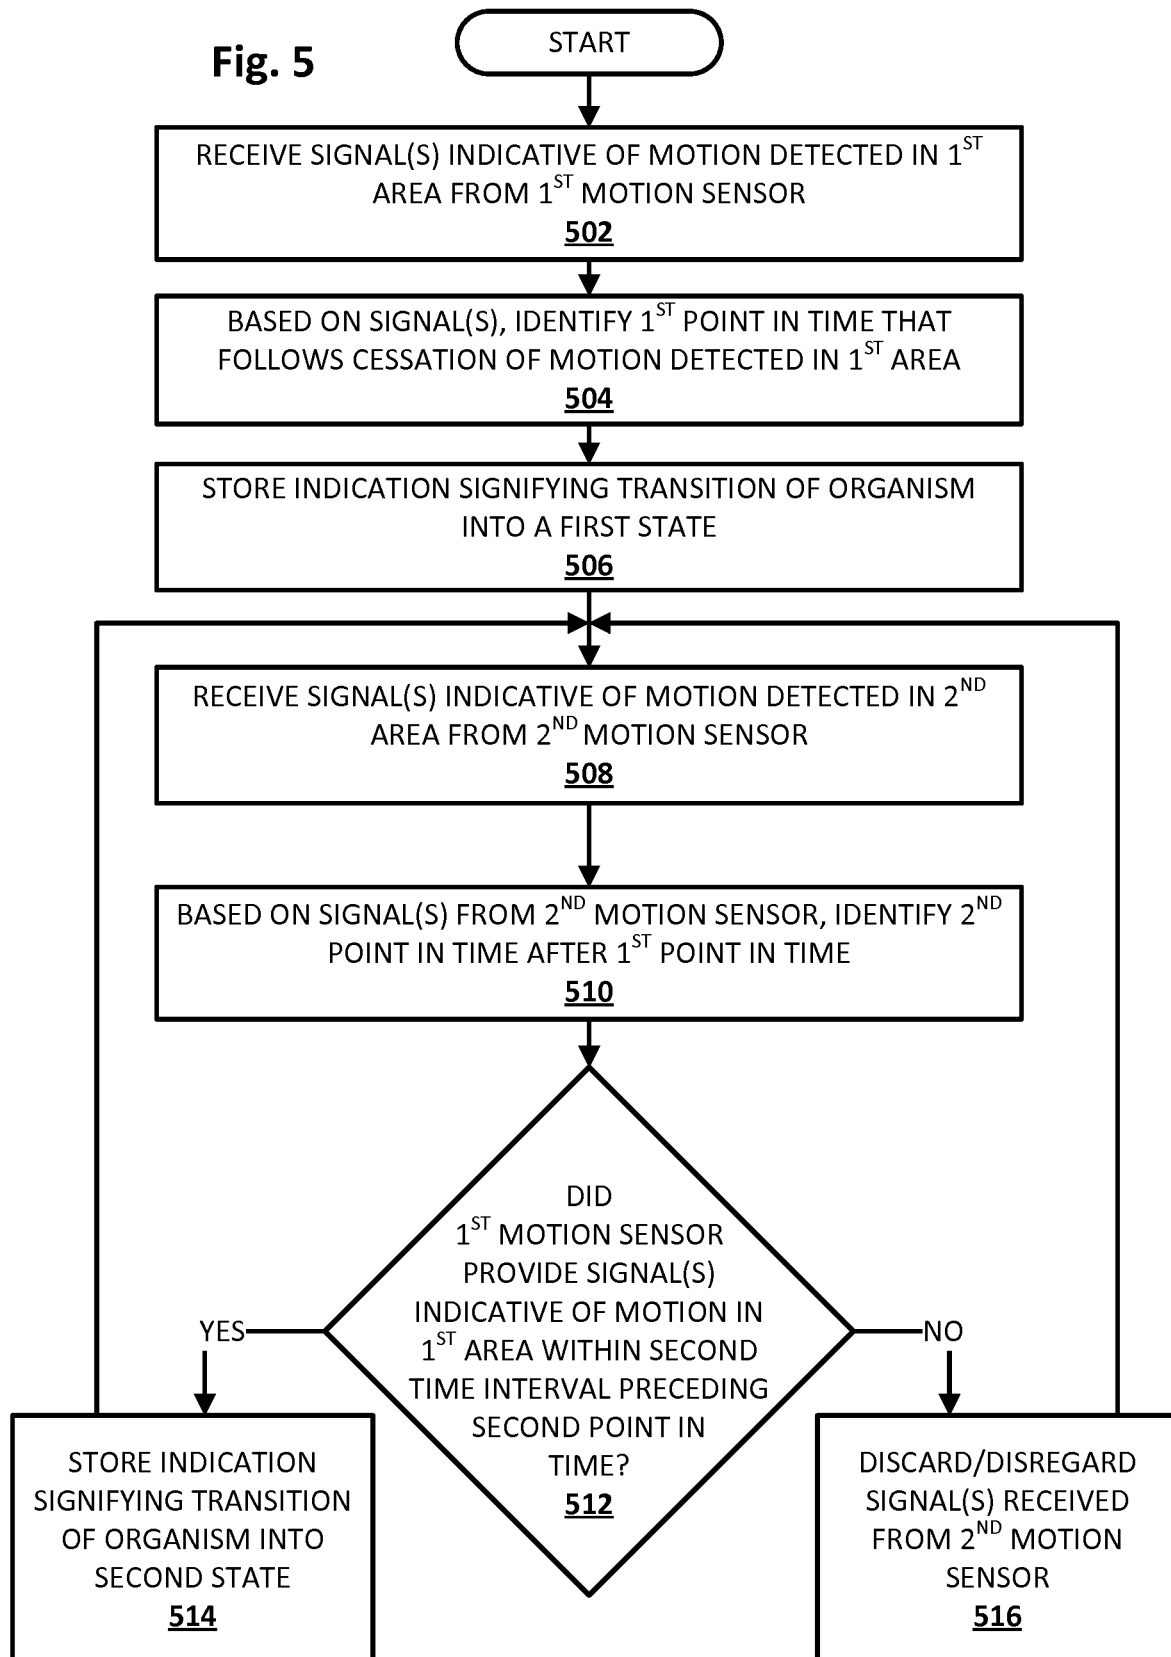 Fig. 5
START
RECEIVE SIGNAL(S) INDICATIVE OF MOTION DETECTED IN 1ST
AREA FROM 1ST MOTION SENSOR
502
BASED ON SIGNAL(S), IDENTIFY 1ST POINT IN TIME THAT
FOLLOWS CESSATION OF MOTION DETECTED IN 1ST AREA
504
STORE INDICATION SIGNIFYING TRANSITION OF ORGANISM
INTO A FIRST STATE
506
RECEIVE SIGNAL(S) INDICATIVE OF MOTION DETECTED IN 2ND
AREA FROM 2ND MOTION SENSOR
508
BASED ON SIGNAL(S) FROM 2ND MOTION SENSOR, IDENTIFY 2ND
POINT IN TIME AFTER 1ST POINT IN TIME
510
DID
1ST MOTION SENSOR
PROVIDE SIGNAL(S)
INDICATIVE OF MOTION IN
1ST AREA WITHIN SECOND
TIME INTERVAL PRECEDING
SECOND POINT IN
TIME?
512
YES
NO
STORE INDICATION
SIGNIFYING TRANSITION
OF ORGANISM INTO
SECOND STATE
514
DISCARD/DISREGARD
SIGNAL(S) RECEIVED
FROM 2ND MOTION
SENSOR
516